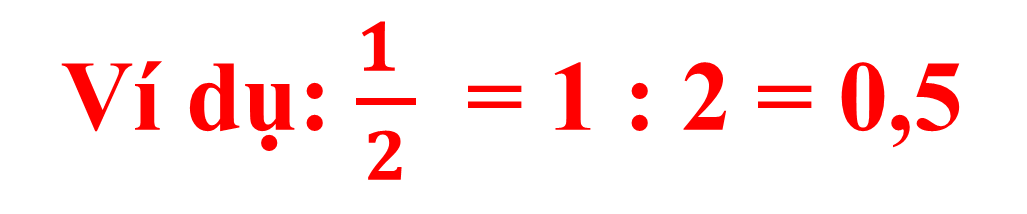 Ví dụ: 1/2 = 1 : 2 = 0,5